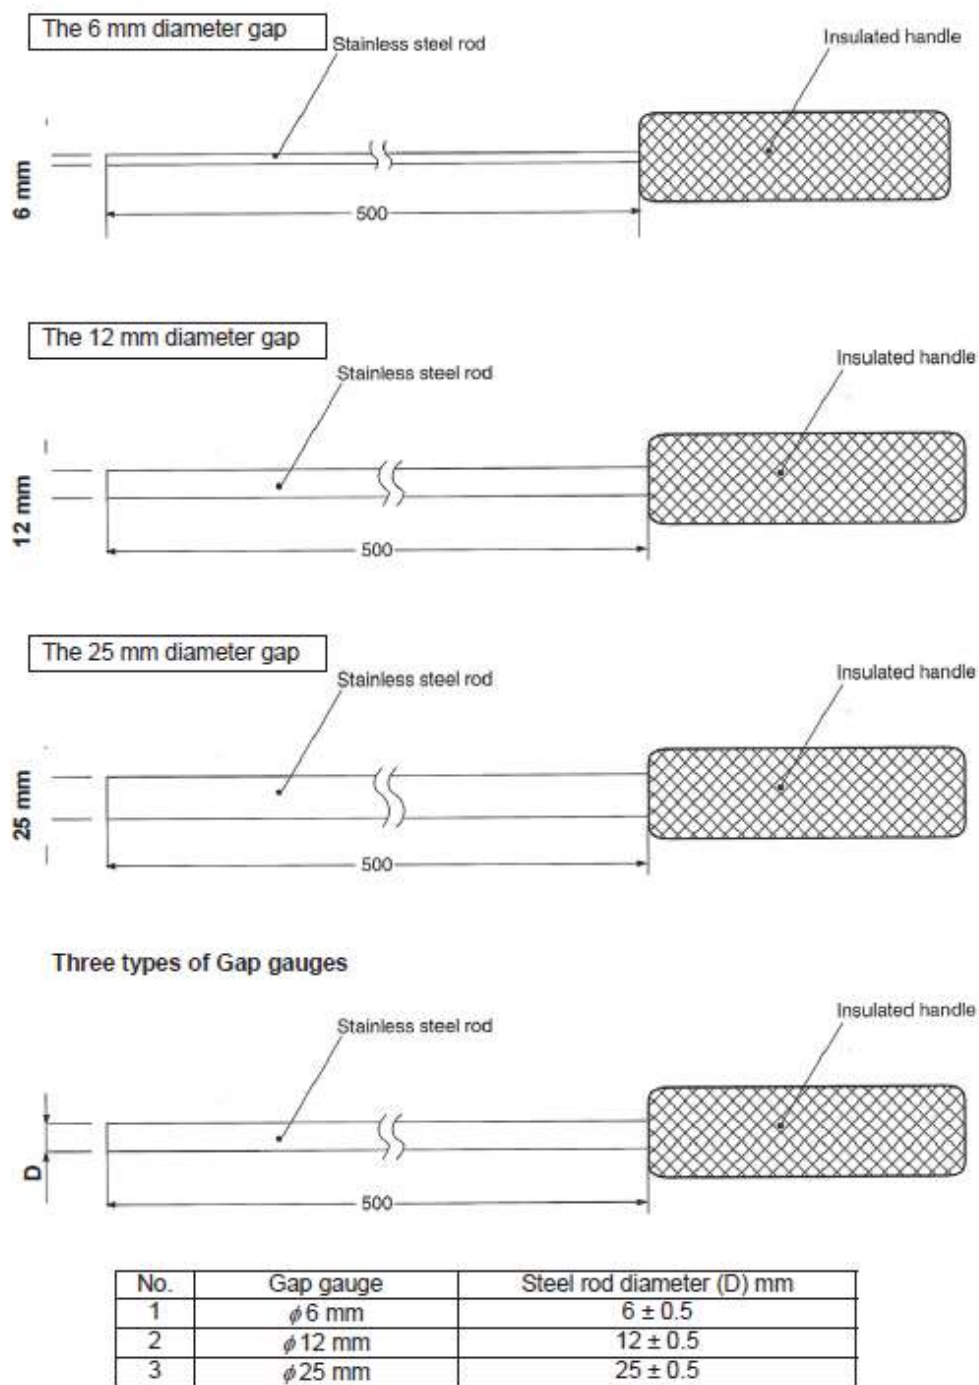 The 6 mm diameter gap
Stainless steel rod
Insulated handle
6 mm
500
The 12 mm diameter gap
Stainless steel rod
Insulated handle
12 mm
500
The 25 mm diameter gap
Stainless steel rod
Insulated handle
25 mm
500
Three types of Gap gauges
Stainless steel rod
Insulated handle
D
500
No. Gap gauge Steel rod diameter (D) mm
1 ϕ 6 mm 6 ± 0.5
2 ϕ 12 mm 12 ± 0.5
3 ϕ 25 mm 25 ± 0.5